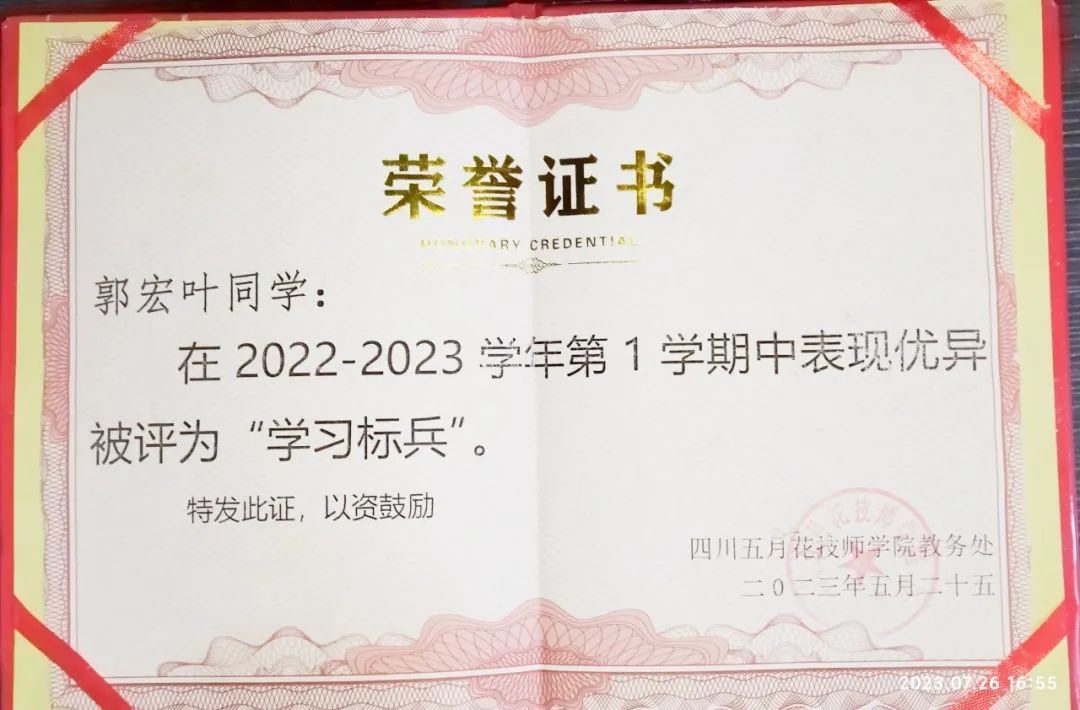 荣誉证书
HONORARY CREDENTIAL
郭宏叶同学：
在 2022-2023 学年第 1 学期中表现优异
被评为“学习标兵”。
特发此证，以资鼓励
四川五月花技师学院教务处
二0二三年五月二十五
2023.07.26 16:55